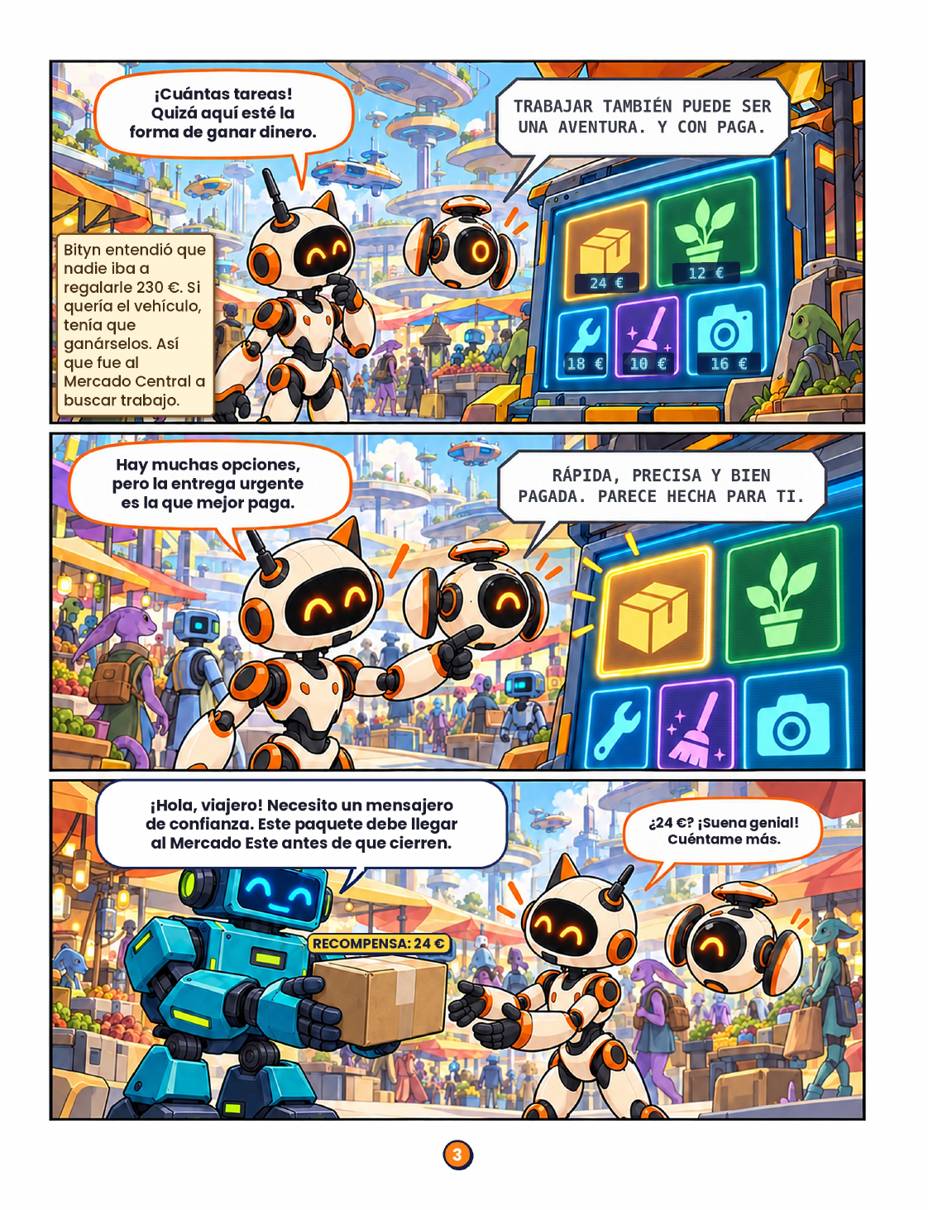 ¡Cuántas tareas!
Quizá aquí esté la
forma de ganar dinero.
TRABAJAR TAMBIÉN PUEDE SER
UNA AVENTURA. Y CON PAGA.
Bityn entendió que
nadie iba a
regalarle 230 €. Si
quería el vehículo,
tenía que
ganárselos. Así
que fue al
Mercado Central a
buscar trabajo.
24 €
12 €
18 €
10 €
16 €
Hay muchas opciones,
pero la entrega urgente
es la que mejor paga.
RÁPIDA, PRECISA Y BIEN
PAGADA. PARECE HECHA PARA TI.
¡Hola, viajero! Necesito un mensajero
de confianza. Este paquete debe llegar
al Mercado Este antes de que cierren.
¿24 €? ¡Suena genial!
Cuéntame más.
RECOMPENSA: 24 €
3